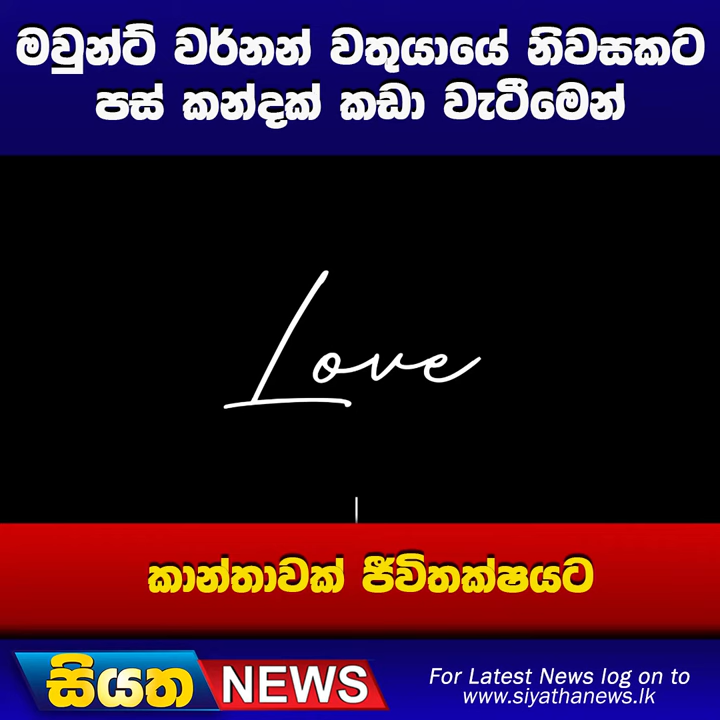 මවුන්ට් වර්නන් වතුයායේ නිවසකට
පස් කන්දක් කඩා වැටීමෙන්
Love
කාන්තාවක් ජීවිතක්ෂයට
සියත NEWS
For Latest News log on to
www.siyathanews.lk